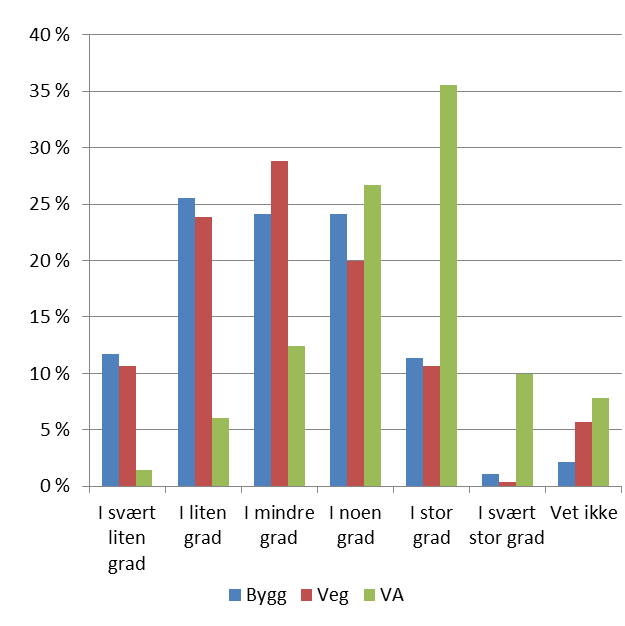 40 %
35 %
30 %
25 %
20 %
15 %
10 %
5 %
0 %
I svært liten grad
I liten grad
I mindre grad
I noen grad
I stor grad
I svært stor grad
Vet ikke
Bygg Veg VA